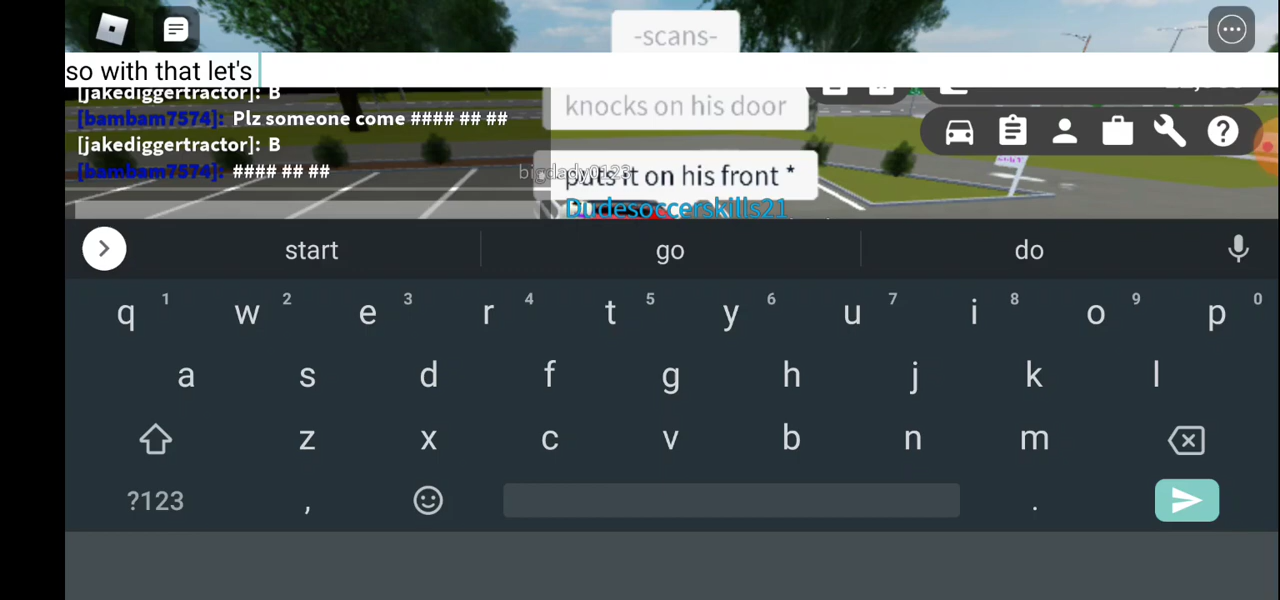 -scans-
so with that let's
[jakediggertractor]: B
knocks on his door
[bambam7574]: Plz someone come #### ## ##
[jakediggertractor]: B
[bambam7574]: #### ## ##
bigdady0123
puts it on his front *
Dudesoccerskills21
start go do
q 1 w 2 e 3 r 4 t 5 y 6 u 7 i 8 o 9 p 0
a s d f g h j k l
z x c v b n m
?123 , .